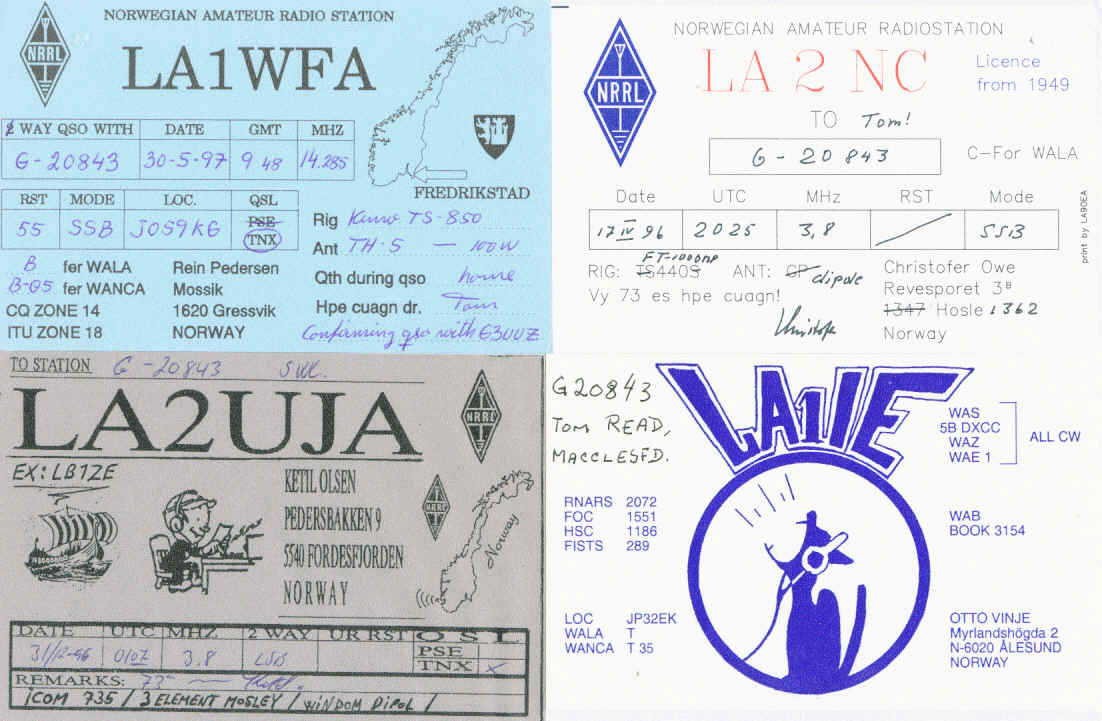 NORWEGIAN AMATEUR RADIO STATION
NRRL
LA1WFA
2 WAY QSO WITH DATE GMT MHZ
G-20843 30-5-97 9 48 14.285
RST MODE LOC. QSL
55 SSB JO59KG PSE
TNX
FREDRIKSTAD
Rig Kenw. TS-850
Ant TH-5 — 100W
Qth during qso home
Hpe cuagn dr. Tom
Confirming qso with E300Z
B fer WALA
B-05 fer WANCA
CQ ZONE 14
ITU ZONE 18
Rein Pedersen
Mossik
1620 Gressvik
NORWAY
NORWEGIAN AMATEUR RADIOSTATION
NRRL
LA 2 NC
Licence
from 1949
TO Tom!
G - 20 843
C-For WALA
Date UTC MHz RST Mode
17 IV 96 2025 3,8 / SSB
FT-1000MP
RIG: TS440S ANT: GP dipole
Vy 73 es hpe cuagn!
Christofer Owe
Revesporet 3B
1347 Hosle 1362
Norway
print by LA9OEA
TO STATION G-20843 SWL.
LA2UJA
NRRL
EX: LB1ZE
KETIL OLSEN
PEDERSBAKKEN 9
5540 FORDESFJORDEN
NORWAY
NRRL
Norway
DATE UTC MHZ 2 WAY UR RST QSL
31/12-96 0107 3.8 LSB
PSE
TNX X
REMARKS: 73
ICOM 735 / 3 ELEMENT MOSLEY / WINDOM DIPOL /
G20843
TOM READ,
MACCLESFD.
LA1IE
WAS
5B DXCC
WAZ
WAE 1
ALL CW
RNARS 2072
FOC 1551
HSC 1186
FISTS 289
WAB
BOOK 3154
LOC JP32EK
WALA T
WANCA T 35
OTTO VINJE
Myrlandshögda 2
N-6020 ÅLESUND
NORWAY